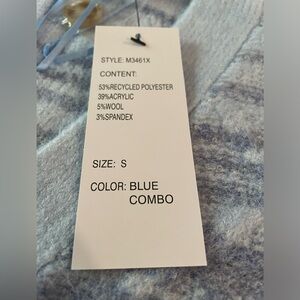 STYLE: M3461X
CONTENT:
53%RECYCLED POLYESTER
39%ACRYLIC
5%WOOL
3%SPANDEX
SIZE: S
COLOR: BLUE
COMBO